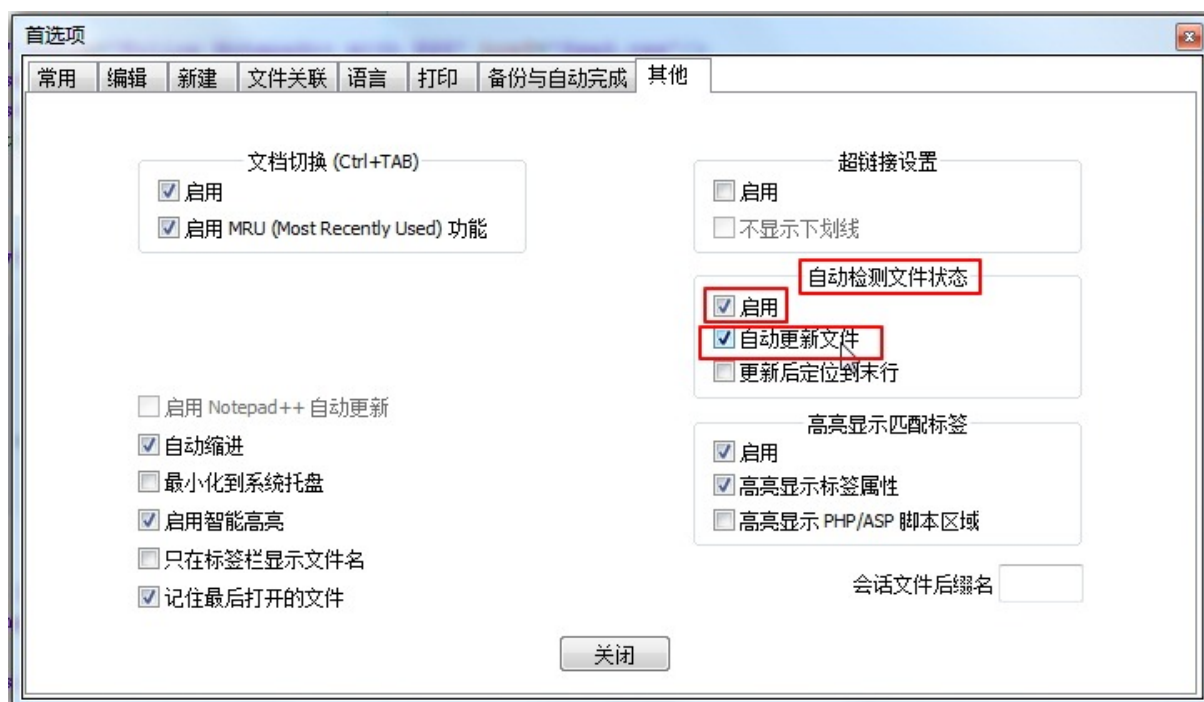 首选项
常用 编辑 新建 文件关联 语言 打印 备份与自动完成 其他
文档切换 (Ctrl+TAB)
启用
启用 MRU (Most Recently Used) 功能
超链接设置
启用
不显示下划线
自动检测文件状态
启用
自动更新文件
更新后定位到末行
启用 Notepad++ 自动更新
自动缩进
最小化到系统托盘
启用智能高亮
只在标签栏显示文件名
记住最后打开的文件
高亮显示匹配标签
启用
高亮显示标签属性
高亮显示 PHP/ASP 脚本区域
会话文件后缀名
关闭